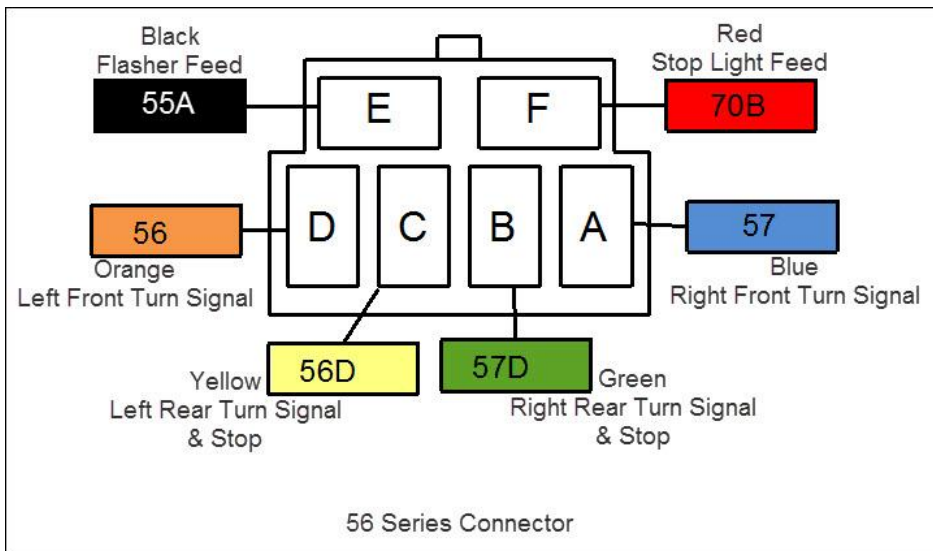 Black
Flasher Feed
55A
E
F
Red
Stop Light Feed
70B
56
Orange
Left Front Turn Signal
D
C
B
A
57
Blue
Right Front Turn Signal
Yellow
56D
Left Rear Turn Signal
& Stop
57D
Green
Right Rear Turn Signal
& Stop
56 Series Connector